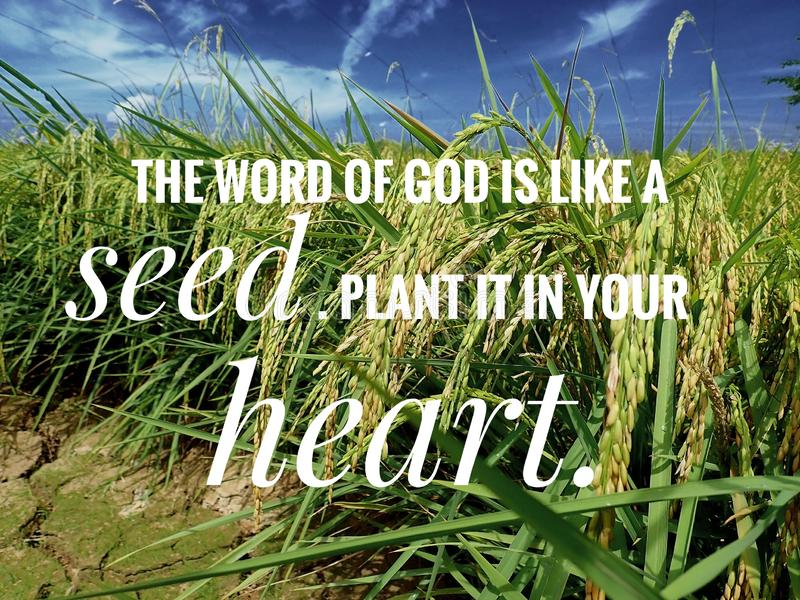 THE WORD OF GOD IS LIKE A
seed. PLANT IT IN YOUR
heart.